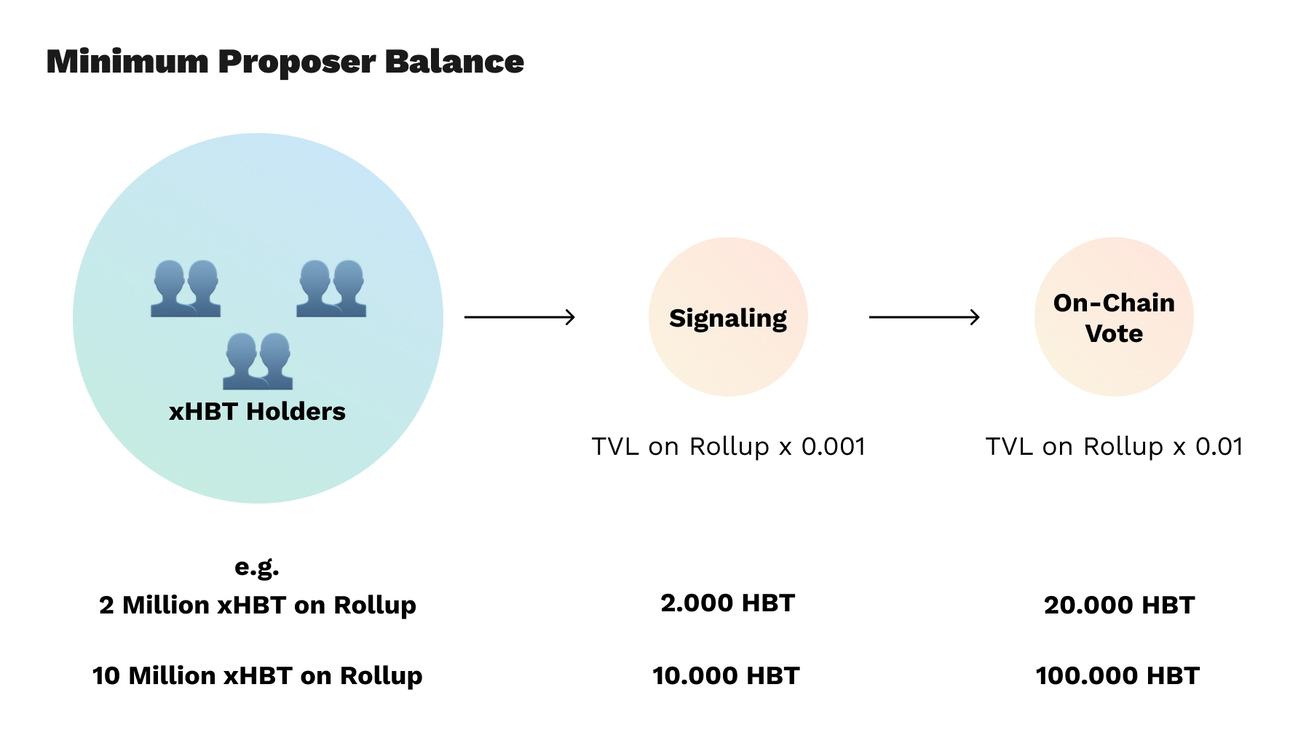 Minimum Proposer Balance
xHBT Holders
Signaling
On-Chain
Vote
TVL on Rollup x 0.001
TVL on Rollup x 0.01
e.g.
2 Million xHBT on Rollup
2.000 HBT
20.000 HBT
10 Million xHBT on Rollup
10.000 HBT
100.000 HBT